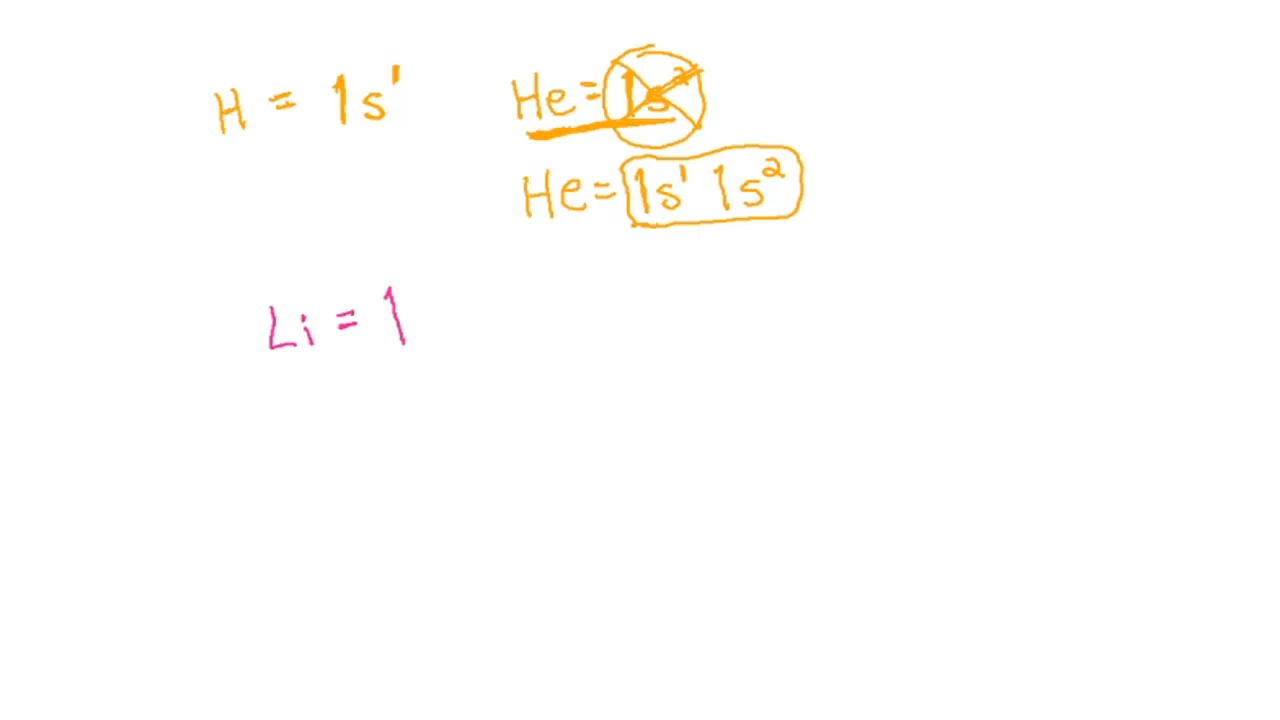 H = 1s¹ He = 1s²
He = 1s¹ 1s²
Li = 1